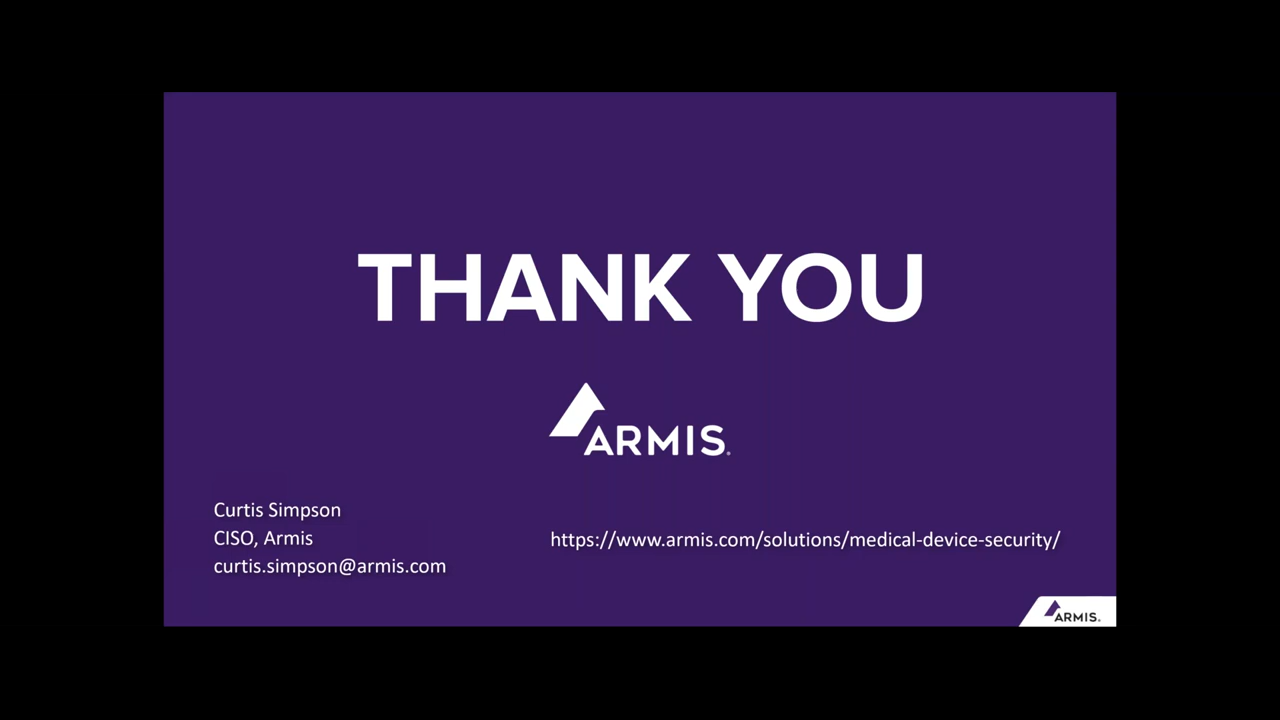 THANK YOU
ARMIS
Curtis Simpson
CISO, Armis
curtis.simpson@armis.com
https://www.armis.com/solutions/medical-device-security/
ARMIS